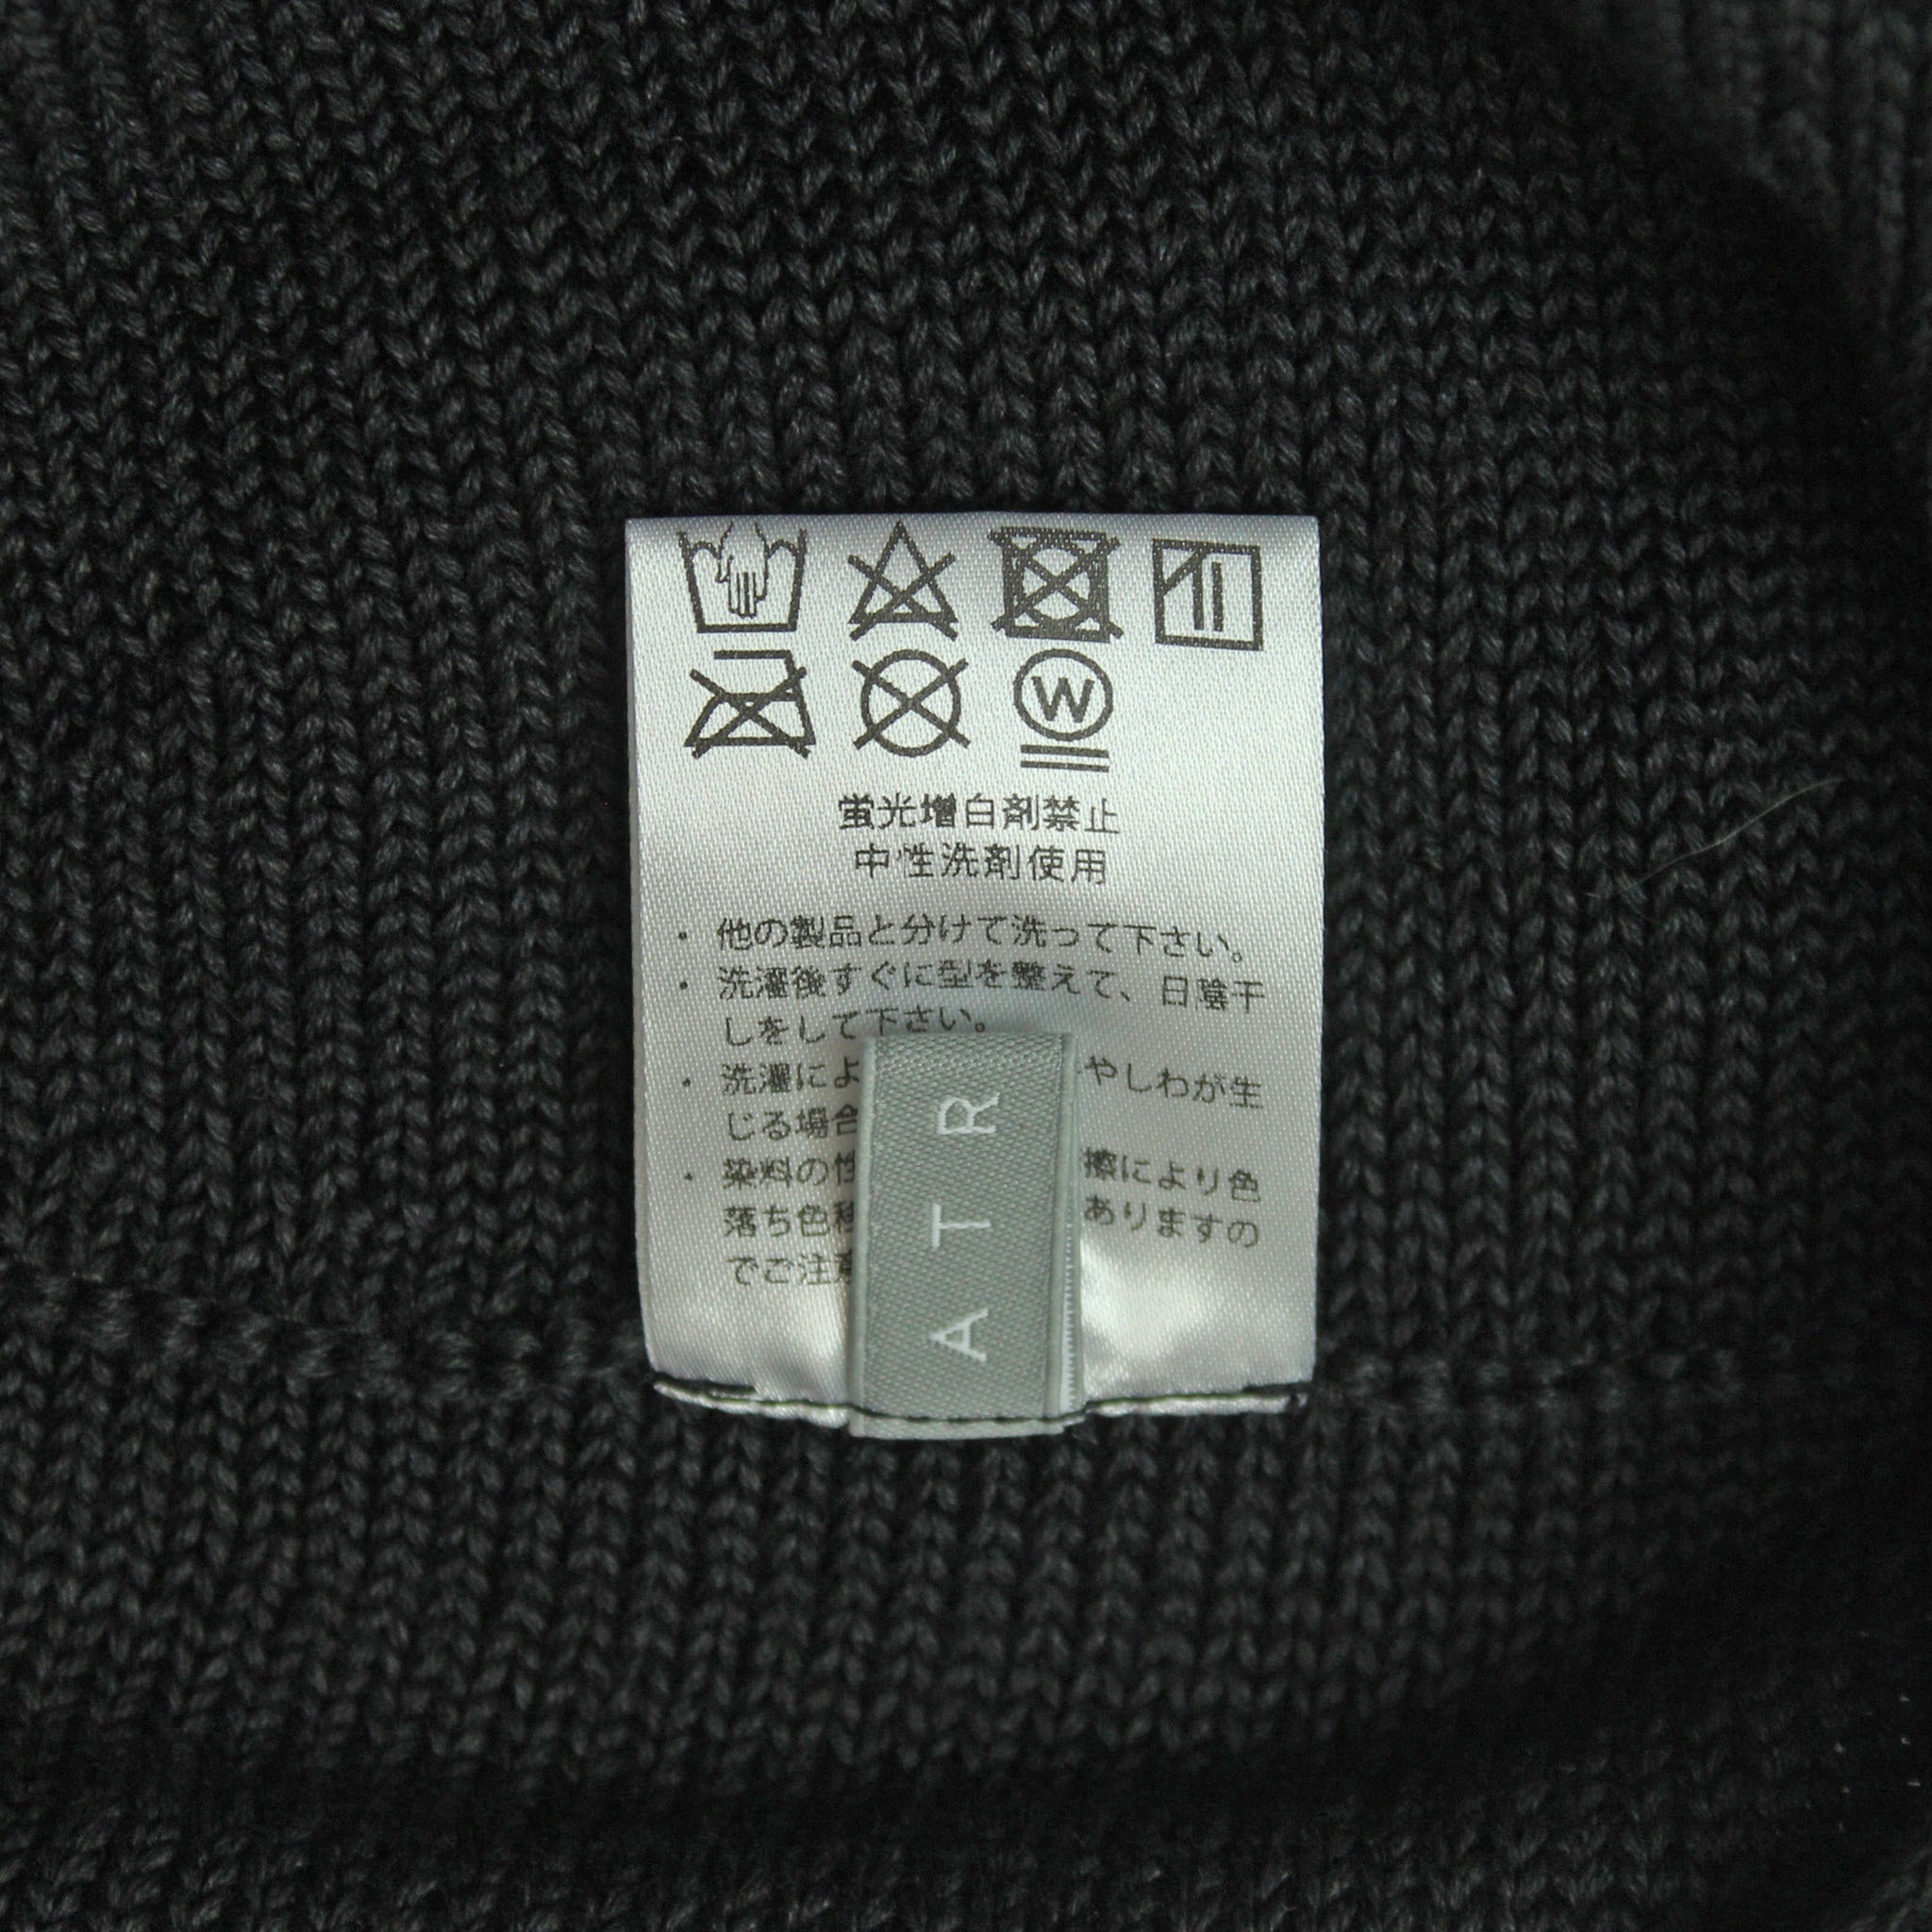 W
蛍光増白剤禁止
中性洗剤使用
・他の製品と分けて洗って下さい。
・洗濯後すぐに型を整えて、日陰干
しをして下さい。
・洗濯によ やしわが生
じる場合
・染料の性 擦により色
落ち色移 ありますの
でご注意
ATR